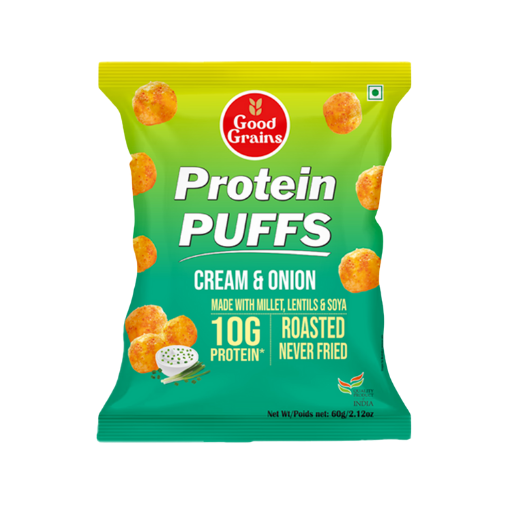 Good
Grains
Protein
PUFFS
CREAM & ONION
MADE WITH MILLET, LENTILS & SOYA
10G
PROTEIN*
ROASTED
NEVER FRIED
INDIA
Net Wt/Poids net: 60g/2.12oz